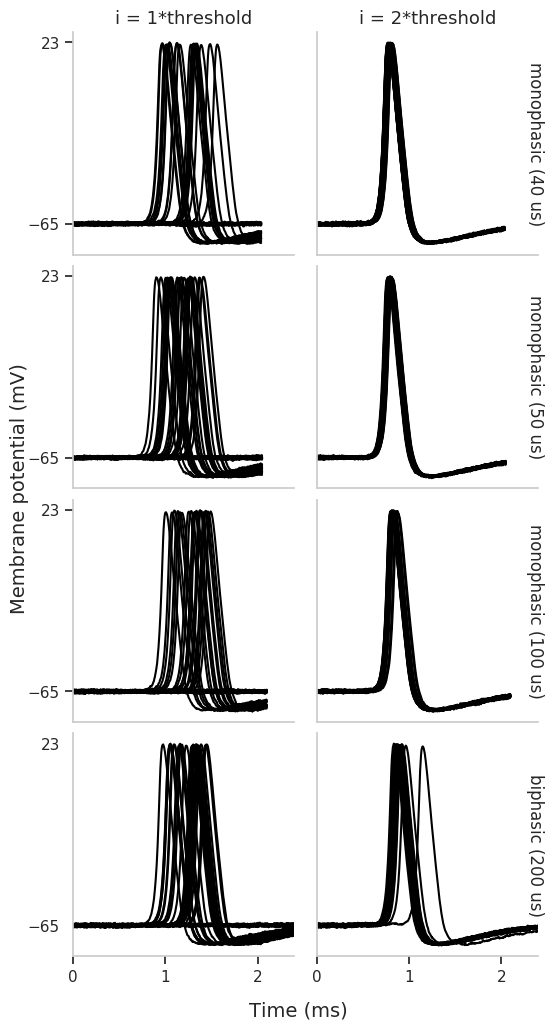 i = 1*threshold
i = 2*threshold
23
−65
monophasic (40 us)
23
−65
monophasic (50 us)
Membrane potential (mV)
23
−65
monophasic (100 us)
23
−65
biphasic (200 us)
0
1
2
0
1
2
Time (ms)